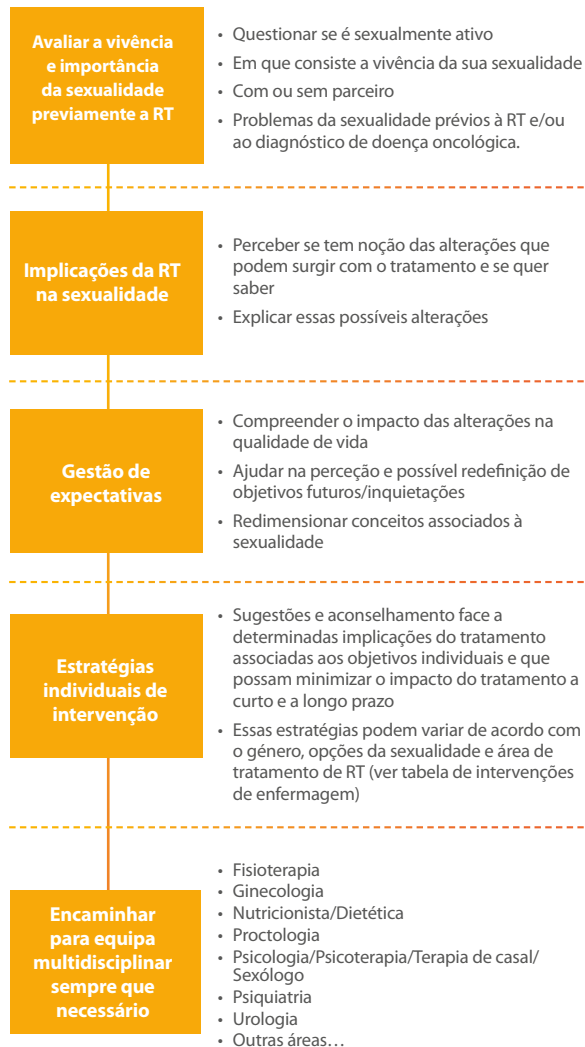 Avaliar a vivência
e importância
da sexualidade
previamente a RT
• Questionar se é sexualmente ativo
• Em que consiste a vivência da sua sexualidade
• Com ou sem parceiro
• Problemas da sexualidade prévios à RT e/ou
ao diagnóstico de doença oncológica.
Implicações da RT
na sexualidade
• Perceber se tem noção das alterações que
podem surgir com o tratamento e se quer
saber
• Explicar essas possíveis alterações
Gestão de
expectativas
• Compreender o impacto das alterações na
qualidade de vida
• Ajudar na perceção e possível redefinição de
objetivos futuros/inquietações
• Redimensionar conceitos associados à
sexualidade
Estratégias
individuais de
intervenção
• Sugestões e aconselhamento face a
determinadas implicações do tratamento
associadas aos objetivos individuais e que
possam minimizar o impacto do tratamento a
curto e a longo prazo
• Essas estratégias podem variar de acordo com
o género, opções da sexualidade e área de
tratamento de RT (ver tabela de intervenções
de enfermagem)
Encaminhar
para equipa
multidisciplinar
sempre que
necessário
• Fisioterapia
• Ginecologia
• Nutricionista/Dietética
• Proctologia
• Psicologia/Psicoterapia/Terapia de casal/
Sexólogo
• Psiquiatria
• Urologia
• Outras áreas…